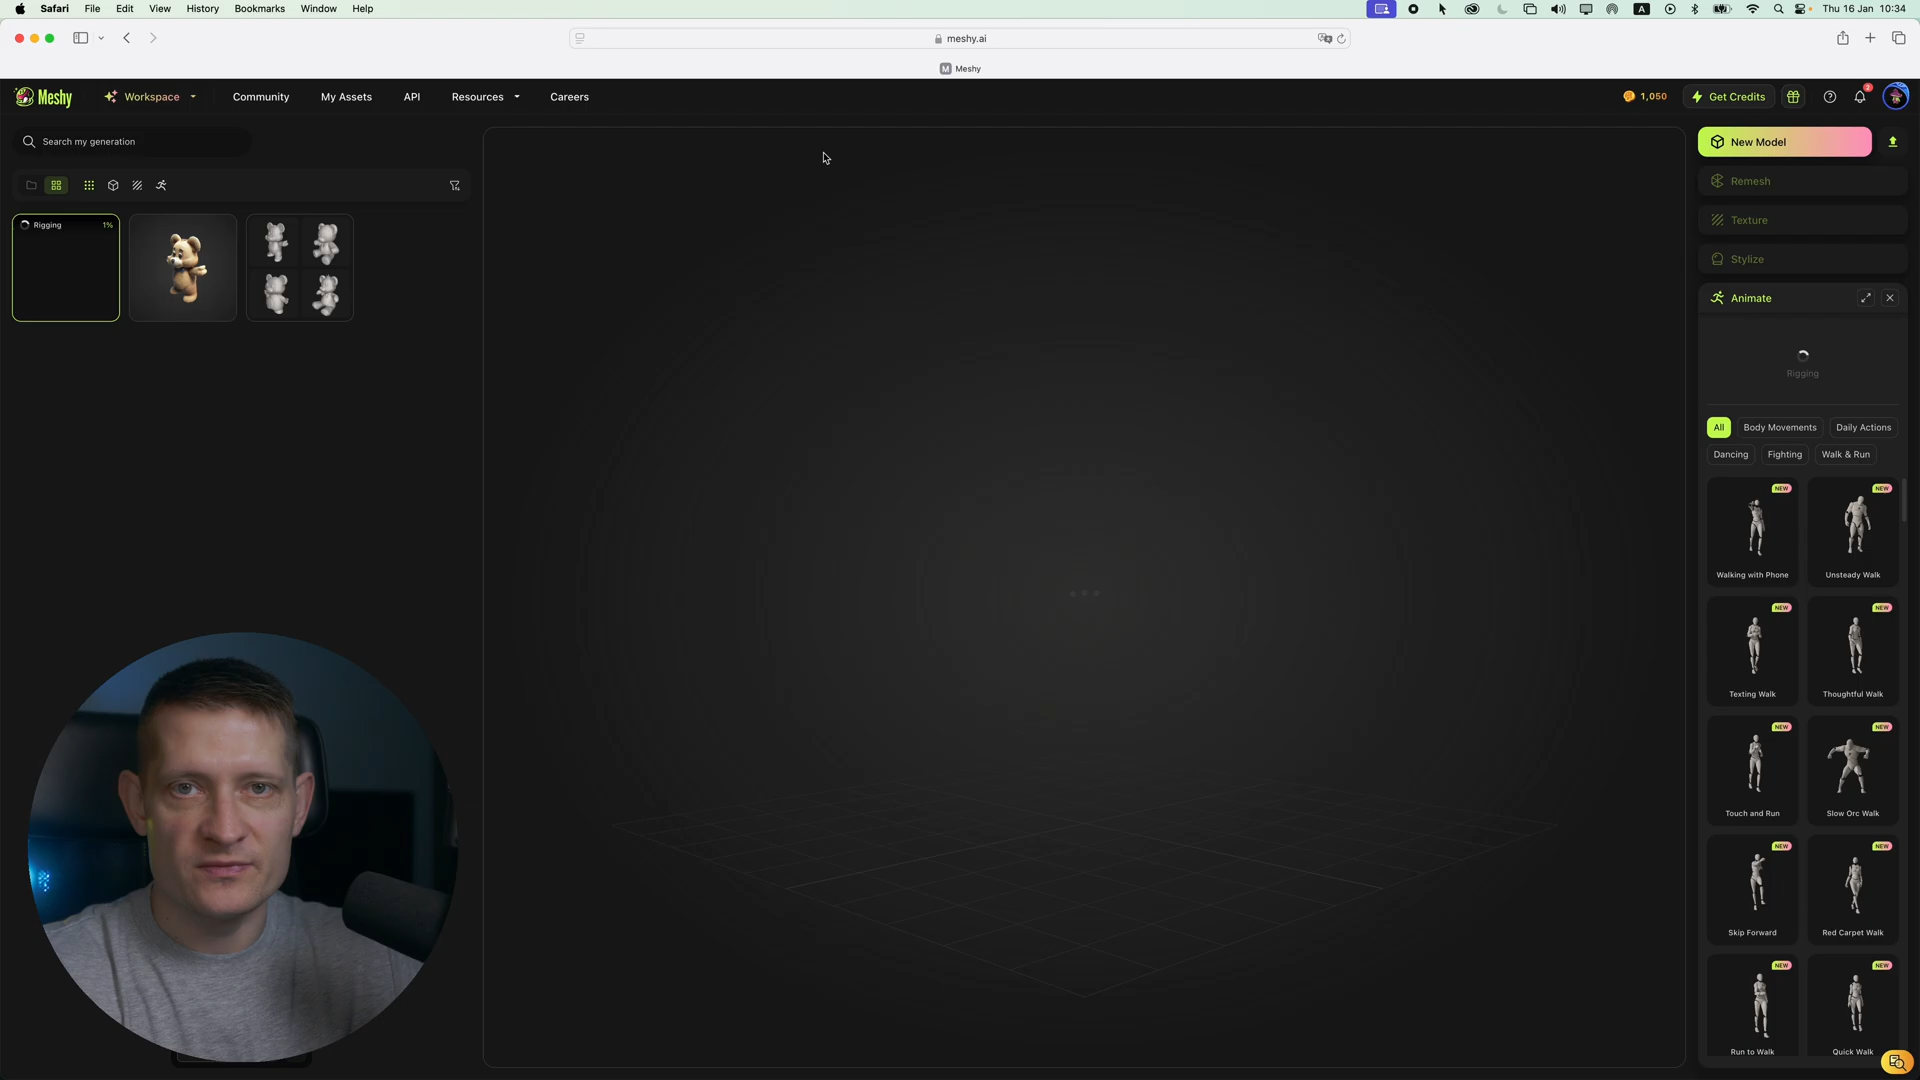 Safari File Edit View History Bookmarks Window Help
A
Thu 16 Jan 10:34
meshy.ai
M Meshy
Meshy
Workspace
Community
My Assets
API
Resources
Careers
1,050
Get Credits
2
Search my generation
New Model
Remesh
Texture
Stylize
Rigging 1%
Animate
Rigging
All
Body Movements
Daily Actions
Dancing
Fighting
Walk & Run
NEW
NEW
Walking with Phone
Unsteady Walk
NEW
NEW
Texting Walk
Thoughtful Walk
NEW
NEW
Touch and Run
Slow Orc Walk
NEW
NEW
Skip Forward
Red Carpet Walk
NEW
NEW
Run to Walk
Quick Walk